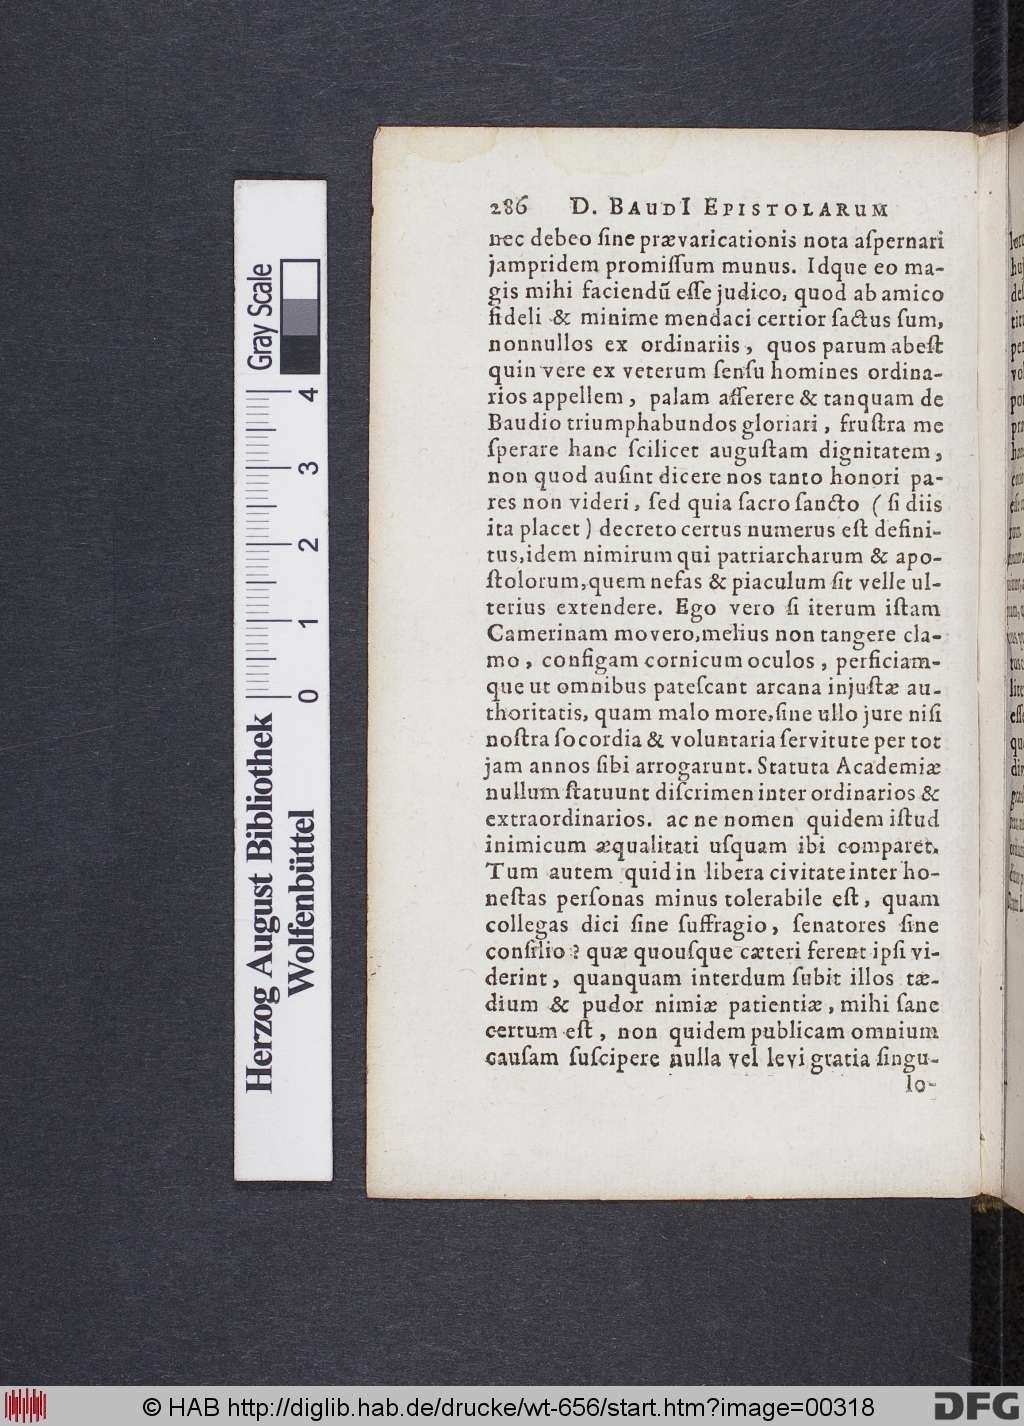 286 D. BAUDI EPISTOLARUM
nec debeo ſine prævaricationis nota aſpernari
jampridem promiſſum munus. Idque eo ma-
gis mihi faciendū eſſe judico, quod ab amico
fideli & minime mendaci certior factus ſum,
nonnullos ex ordinariis, quos parum abeſt
quin vere ex veterum ſenſu homines ordina-
rios appellem, palam aſſerere & tanquam de
Baudio triumphabundos gloriari, fruſtra me
ſperare hanc ſcilicet auguſtam dignitatem,
non quod auſint dicere nos tanto honori pa-
res non videri, ſed quia ſacro ſancto (ſi diis
ita placet) decreto certus numerus eſt defini-
tus, idem nimirum qui patriarcharum & apo-
ſtolorum, quem nefas & piaculum ſit velle ul-
terius extendere. Ego vero ſi iterum iſtam
Camerinam movero, melius non tangere cla-
mo, configam cornicum oculos, perficiam-
que ut omnibus pateſcant arcana injuſtæ au-
thoritatis, quam malo more, ſine ullo jure niſi
noſtra ſocordia & voluntaria ſervitute per tot
jam annos ſibi arrogarunt. Statuta Academiæ
nullum ſtatuunt diſcrimen inter ordinarios &
extraordinarios. ac ne nomen quidem iſtud
inimicum æqualitati uſquam ibi comparet.
Tum autem quid in libera civitate inter ho-
neſtas perſonas minus tolerabile eſt, quam
collegas dici ſine ſuffragio, ſenatores ſine
conſilio? quæ quouſque cæteri ferent ipſi vi-
derint, quanquam interdum ſubit illos tæ-
dium & pudor nimiæ patientiæ, mihi ſane
certum eſt, non quidem publicam omnium
cauſam ſuſcipere nulla vel levi gratia ſingu-
lo-
Gray Scale
4 3 2 1 0
Herzog August Bibliothek
Wolfenbüttel
© HAB http://diglib.hab.de/drucke/wt-656/start.htm?image=00318
DFG